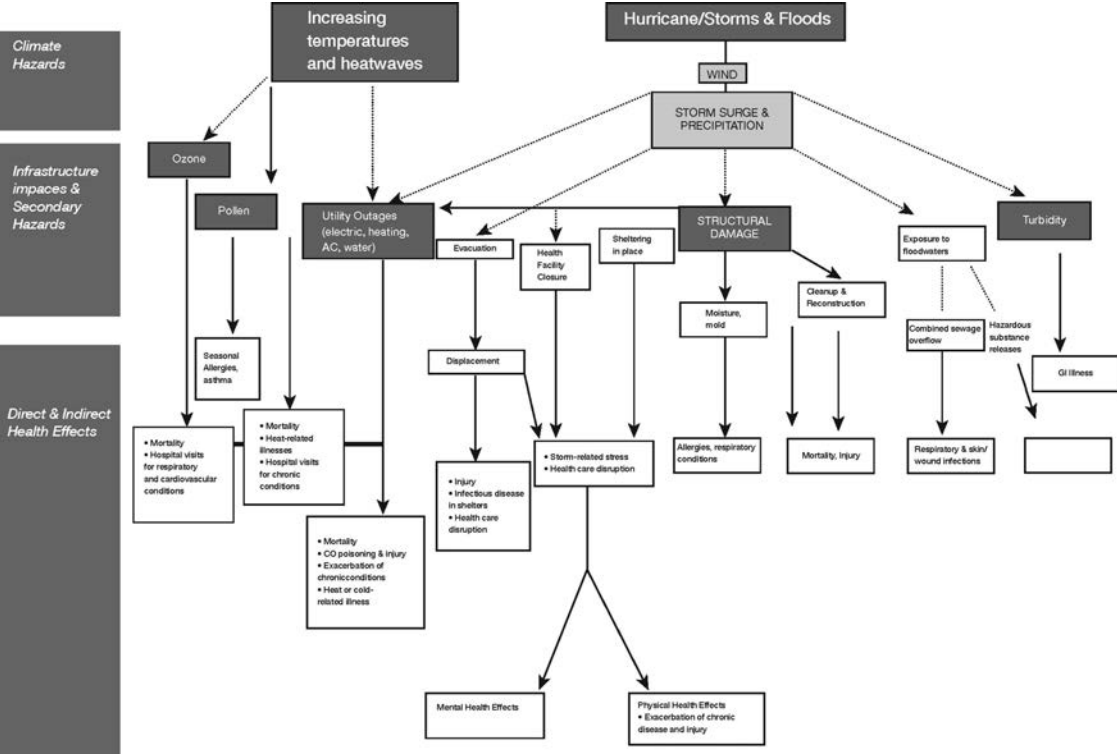 Climate
Hazards
Increasing
temperatures
and heatwaves
Hurricane/Storms & Floods
WIND
STORM SURGE &
PRECIPITATION
Infrastructure
impaces &
Secondary
Hazards
Ozone
Pollen
Utility Outages
(electric, heating,
AC, water)
Evacuation
Health
Facility
Closure
Sheltering
in place
STRUCTURAL
DAMAGE
Exposure to
floodwaters
Turbidity
Moisture,
mold
Cleanup &
Reconstruction
Combined sewage
overflow
Hazardous
substance
releases
Direct & Indirect
Health Effects
Seasonal
Allergies,
asthma
Displacement
GI Illness
• Mortality
• Hospital visits
for respiratory
and cardiovascular
conditions
• Mortality
• Heat-related
illnesses
• Hospital visits
for chronic
conditions
• Mortality
• CO poisoning & injury
• Exacerbation of
chronicconditions
• Heat or cold-
related illness
• Injury
• Infectious disease
in shelters
• Health care
disruption
• Storm-related stress
• Health care disruption
Allergies, respiratory
conditions
Mortality, Injury
Respiratory & skin/
wound infections
Mental Health Effects
Physical Health Effects
• Exacerbation of chronic
disease and injury